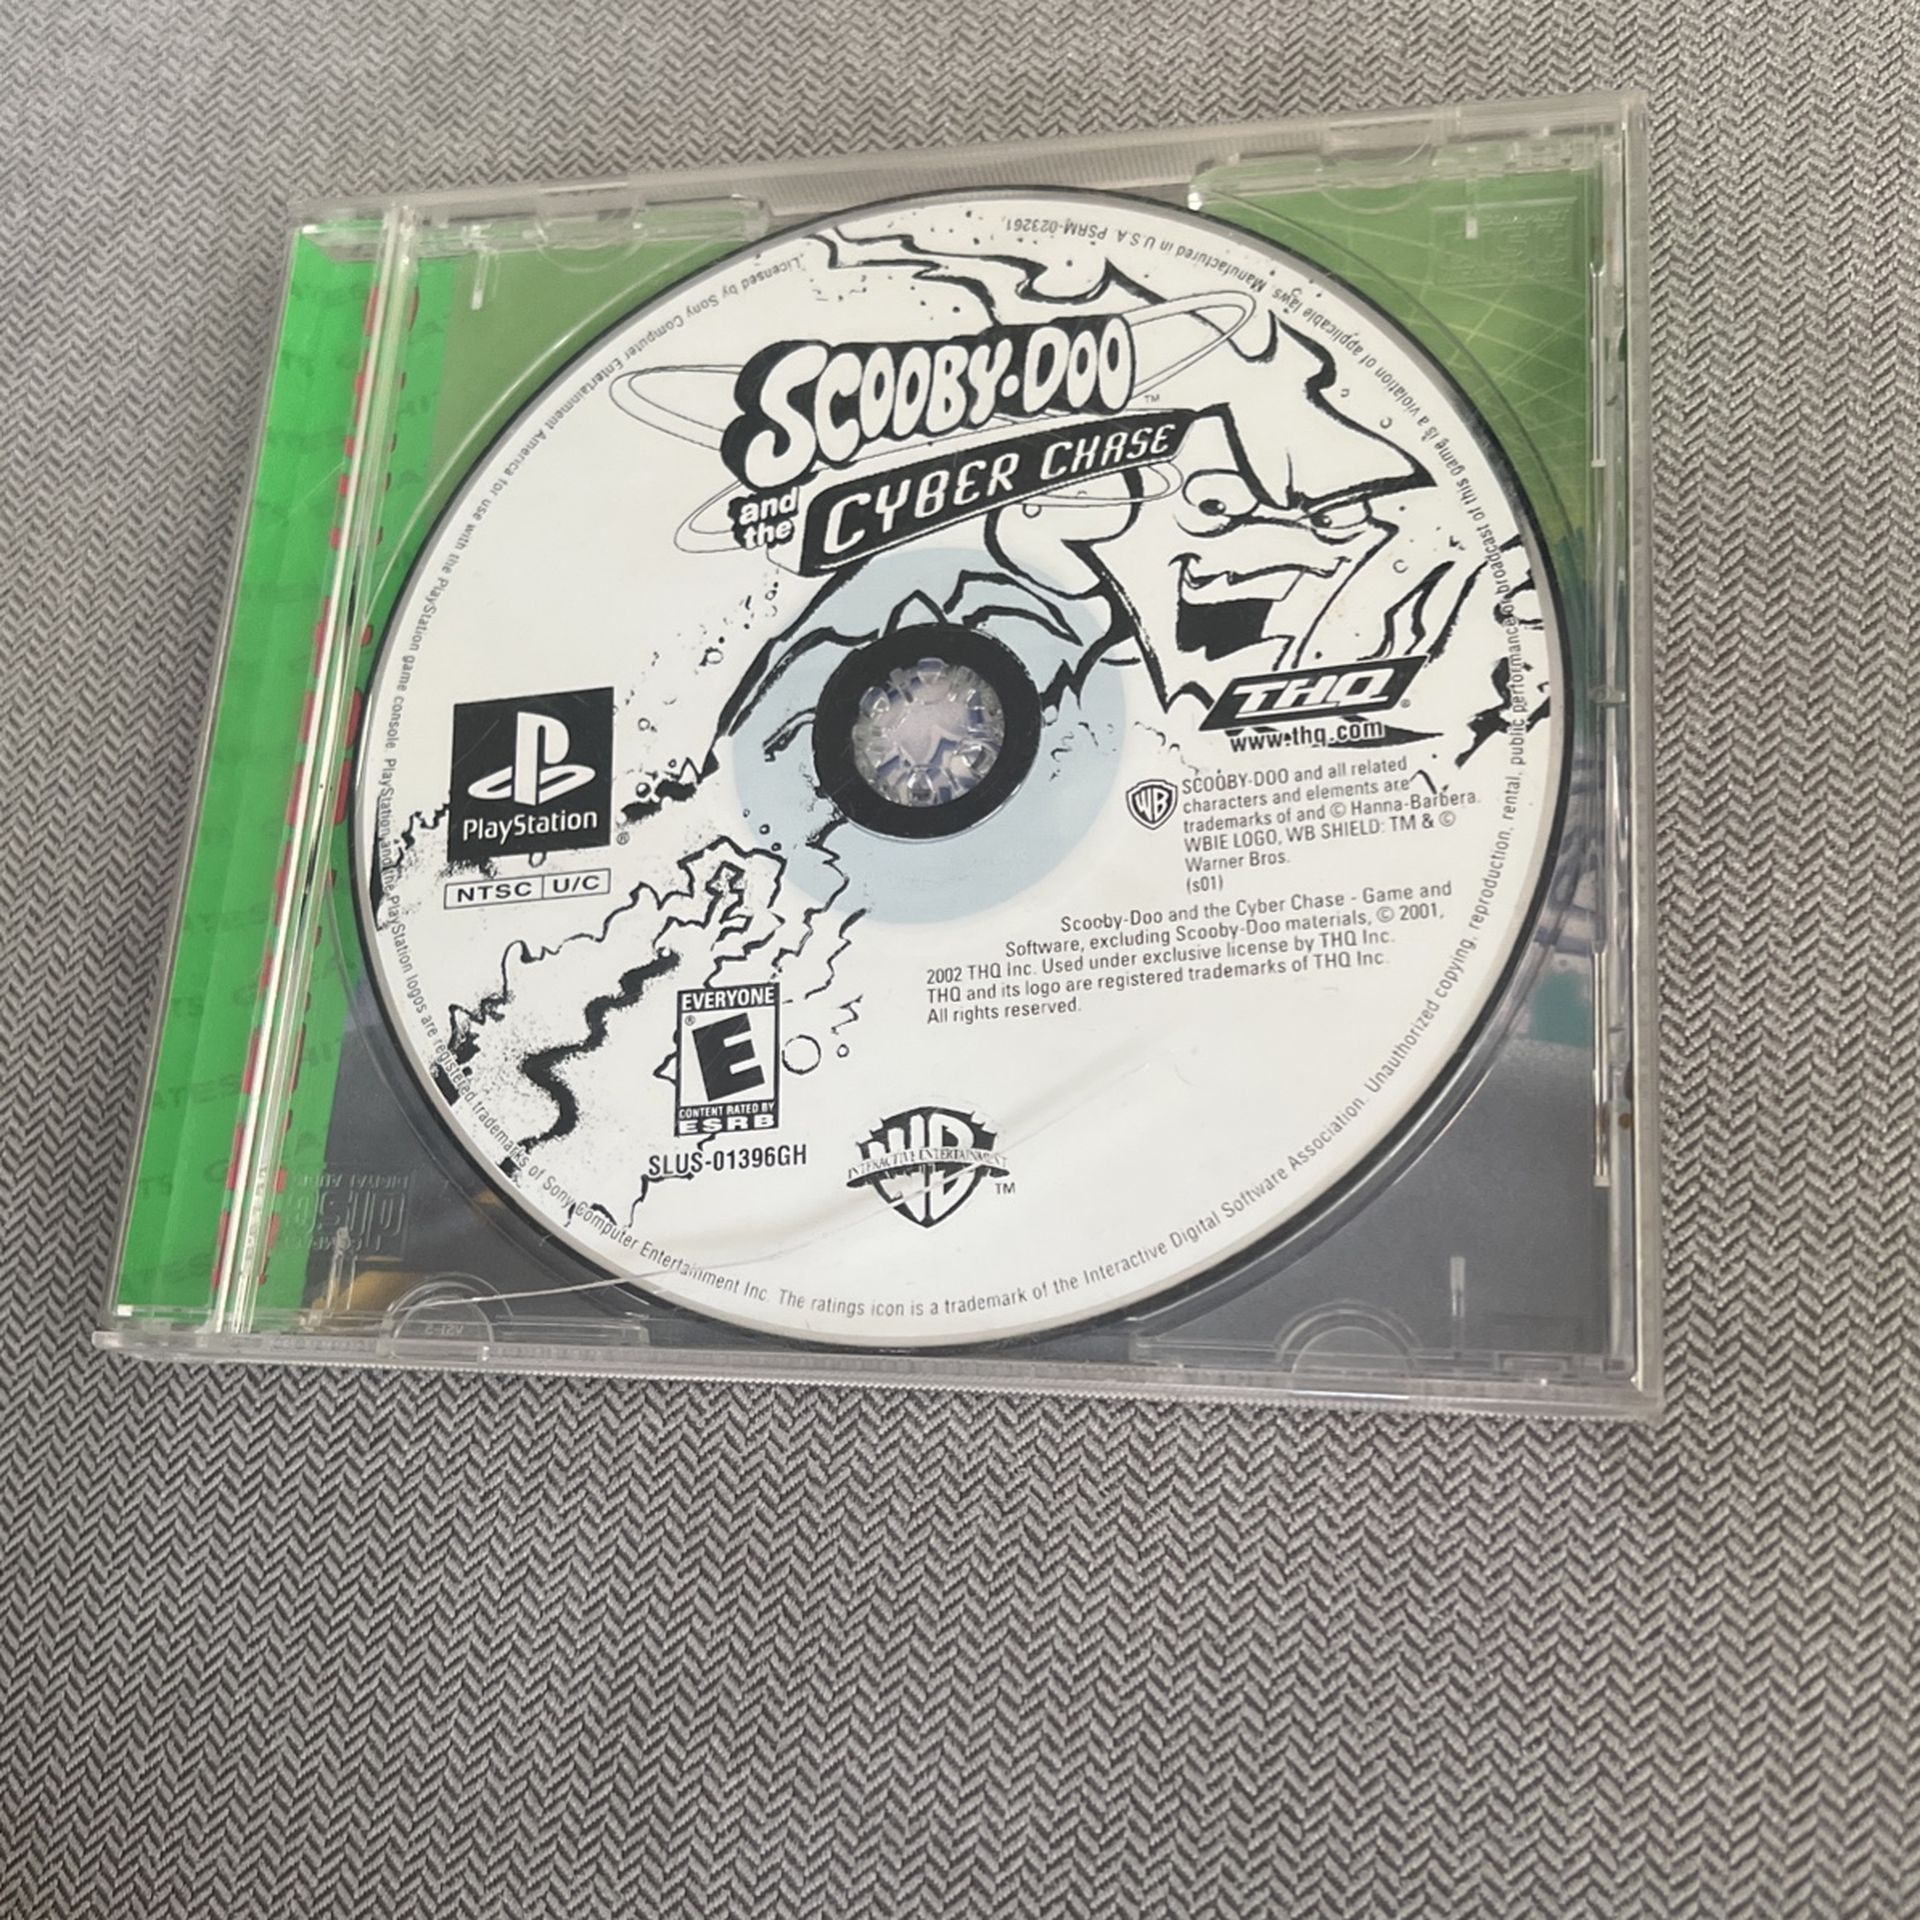 SCOOBY-DOO ™
and the CYBER CHASE
THQ ®
www.thq.com
PlayStation ®
NTSC U/C
SCOOBY-DOO and all related
characters and elements are
trademarks of and © Hanna-Barbera.
WBIE LOGO, WB SHIELD: TM & ©
Warner Bros.
(s01)
Scooby-Doo and the Cyber Chase - Game and
Software, excluding Scooby-Doo materials, © 2001,
2002 THQ Inc. Used under exclusive license by THQ Inc.
THQ and its logo are registered trademarks of THQ Inc.
All rights reserved.
EVERYONE
E ®
CONTENT RATED BY
ESRB
SLUS-01396GH
WB
INTERACTIVE ENTERTAINMENT
TM
Licensed by Sony Computer Entertainment America for use with the PlayStation game console. PlayStation and the PlayStation logos are registered trademarks of Sony Computer Entertainment Inc. The ratings icon is a trademark of the Interactive Digital Software Association. Unauthorized copying, reproduction, rental, public performance or broadcast of this game is a violation of applicable laws. Manufactured in U.S.A. PSRM-023261